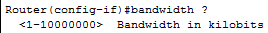 Router(config-if)#bandwidth ?
  <1-10000000>  Bandwidth in kilobits